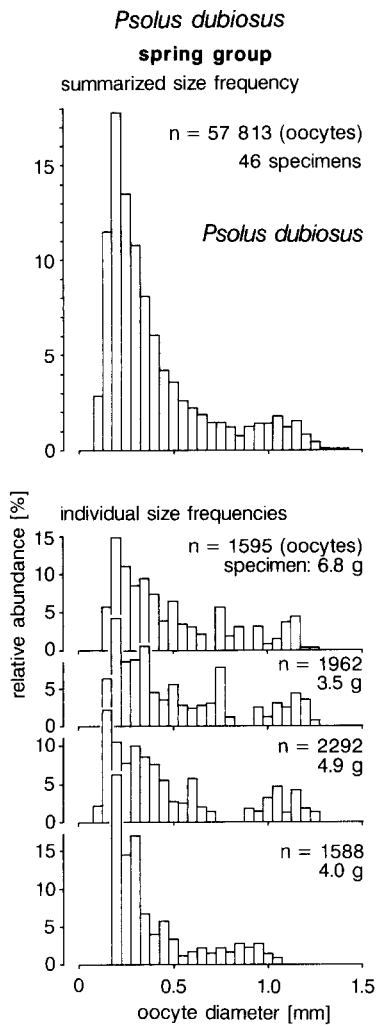 Psolus dubiosus
spring group
summarized size frequency
n = 57 813 (oocytes)
46 specimens
Psolus dubiosus
15
10
5
0
relative abundance [%]
individual size frequencies
n = 1595 (oocytes)
specimen: 6.8 g
15
10
5
0
n = 1962
3.5 g
5
0
n = 2292
4.9 g
10
5
0
n = 1588
4.0 g
15
10
5
0
0 0.5 1.0 1.5
oocyte diameter [mm]